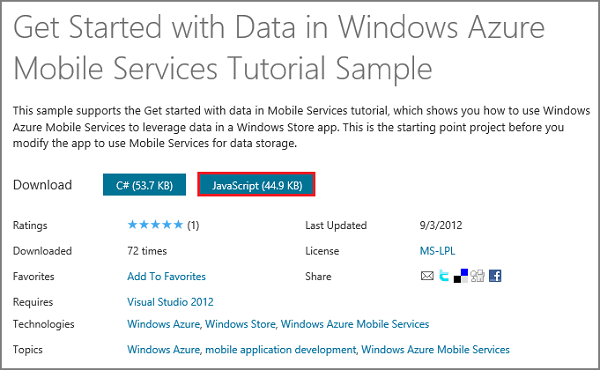 Get Started with Data in Windows Azure
Mobile Services Tutorial Sample
This sample supports the Get started with data in Mobile Services tutorial, which shows you how to use Windows
Azure Mobile Services to leverage data in a Windows Store app. This is the starting point project before you
modify the app to use Mobile Services for data storage.
Download C# (53.7 KB) JavaScript (44.9 KB)
Ratings (1) Last Updated 9/3/2012
Downloaded 72 times License MS-LPL
Favorites Add To Favorites Share
Requires Visual Studio 2012
Technologies Windows Azure, Windows Store, Windows Azure Mobile Services
Topics Windows Azure, mobile application development, Windows Azure Mobile Services